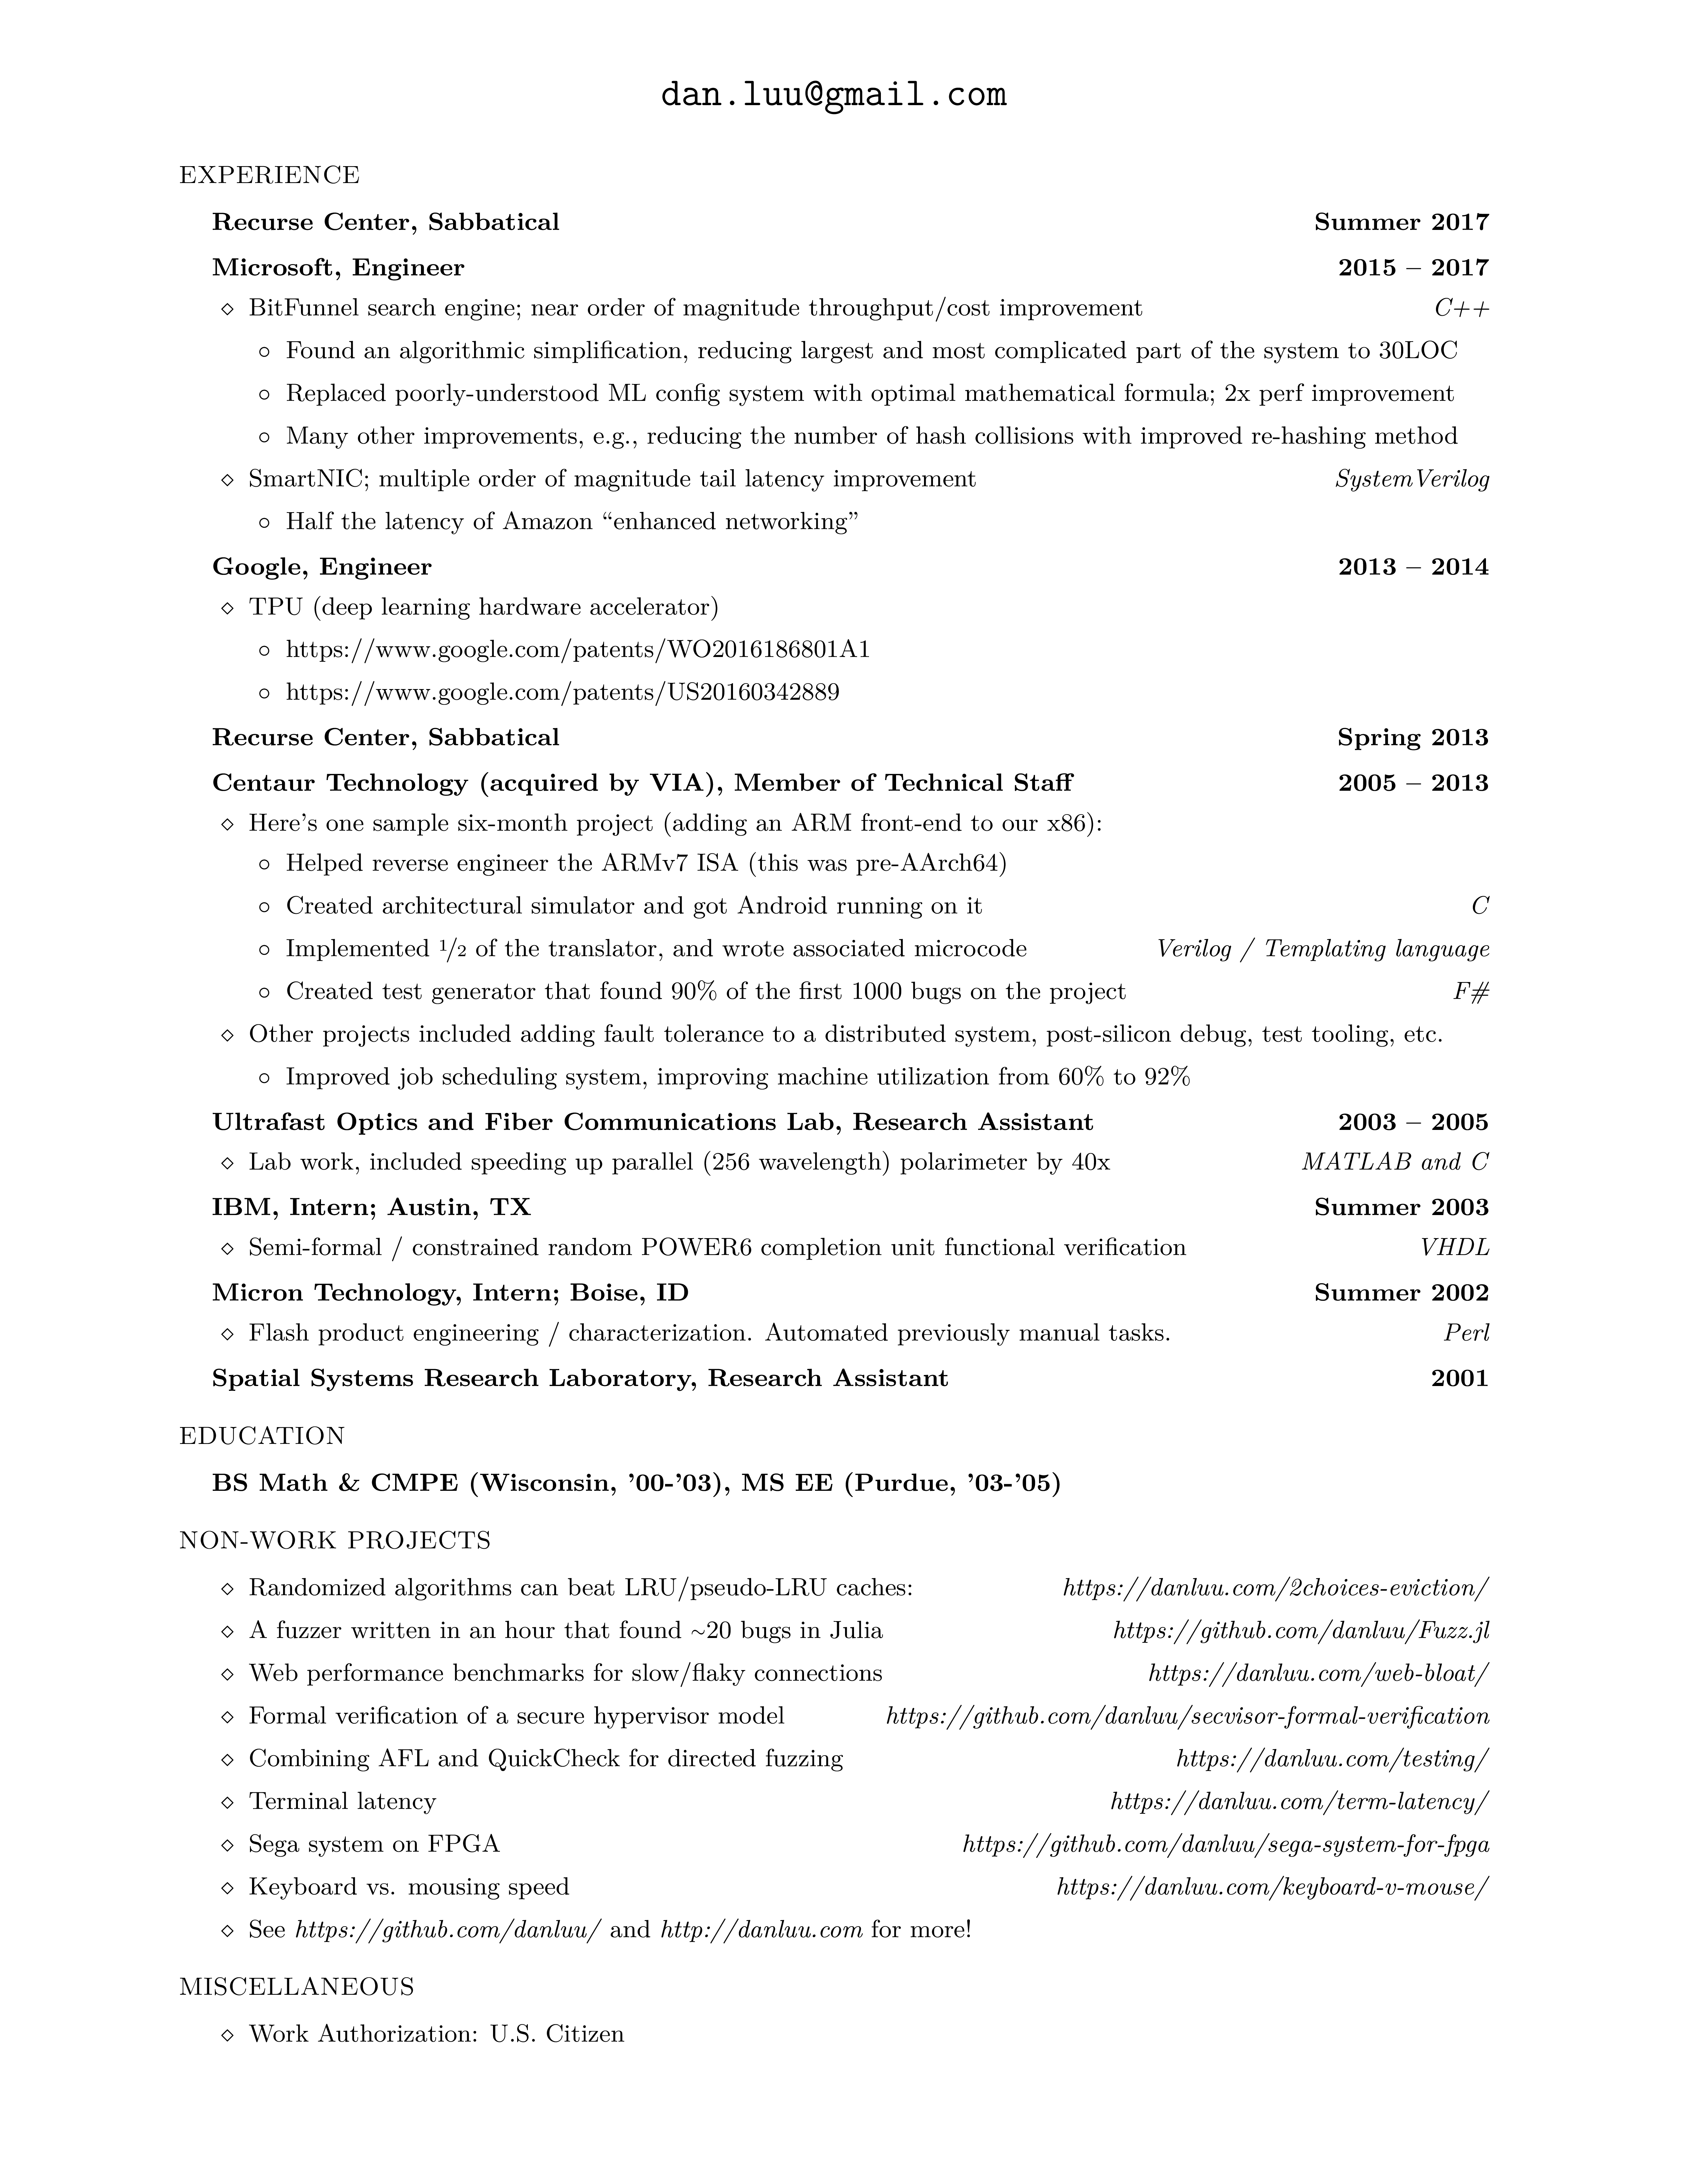 dan.luu@gmail.com
EXPERIENCE
Recurse Center, Sabbatical Summer 2017
Microsoft, Engineer 2015 – 2017
⋄ BitFunnel search engine; near order of magnitude throughput/cost improvement C++
○ Found an algorithmic simplification, reducing largest and most complicated part of the system to 30LOC
○ Replaced poorly-understood ML config system with optimal mathematical formula; 2x perf improvement
○ Many other improvements, e.g., reducing the number of hash collisions with improved re-hashing method
⋄ SmartNIC; multiple order of magnitude tail latency improvement SystemVerilog
○ Half the latency of Amazon “enhanced networking”
Google, Engineer 2013 – 2014
⋄ TPU (deep learning hardware accelerator)
○ https://www.google.com/patents/WO2016186801A1
○ https://www.google.com/patents/US20160342889
Recurse Center, Sabbatical Spring 2013
Centaur Technology (acquired by VIA), Member of Technical Staff 2005 – 2013
⋄ Here’s one sample six-month project (adding an ARM front-end to our x86):
○ Helped reverse engineer the ARMv7 ISA (this was pre-AArch64)
○ Created architectural simulator and got Android running on it C
○ Implemented 1/2 of the translator, and wrote associated microcode Verilog / Templating language
○ Created test generator that found 90% of the first 1000 bugs on the project F#
⋄ Other projects included adding fault tolerance to a distributed system, post-silicon debug, test tooling, etc.
○ Improved job scheduling system, improving machine utilization from 60% to 92%
Ultrafast Optics and Fiber Communications Lab, Research Assistant 2003 – 2005
⋄ Lab work, included speeding up parallel (256 wavelength) polarimeter by 40x MATLAB and C
IBM, Intern; Austin, TX Summer 2003
⋄ Semi-formal / constrained random POWER6 completion unit functional verification VHDL
Micron Technology, Intern; Boise, ID Summer 2002
⋄ Flash product engineering / characterization. Automated previously manual tasks. Perl
Spatial Systems Research Laboratory, Research Assistant 2001
EDUCATION
BS Math & CMPE (Wisconsin, ’00-’03), MS EE (Purdue, ’03-’05)
NON-WORK PROJECTS
⋄ Randomized algorithms can beat LRU/pseudo-LRU caches: https://danluu.com/2choices-eviction/
⋄ A fuzzer written in an hour that found ~20 bugs in Julia https://github.com/danluu/Fuzz.jl
⋄ Web performance benchmarks for slow/flaky connections https://danluu.com/web-bloat/
⋄ Formal verification of a secure hypervisor model https://github.com/danluu/secvisor-formal-verification
⋄ Combining AFL and QuickCheck for directed fuzzing https://danluu.com/testing/
⋄ Terminal latency https://danluu.com/term-latency/
⋄ Sega system on FPGA https://github.com/danluu/sega-system-for-fpga
⋄ Keyboard vs. mousing speed https://danluu.com/keyboard-v-mouse/
⋄ See https://github.com/danluu/ and http://danluu.com for more!
MISCELLANEOUS
⋄ Work Authorization: U.S. Citizen